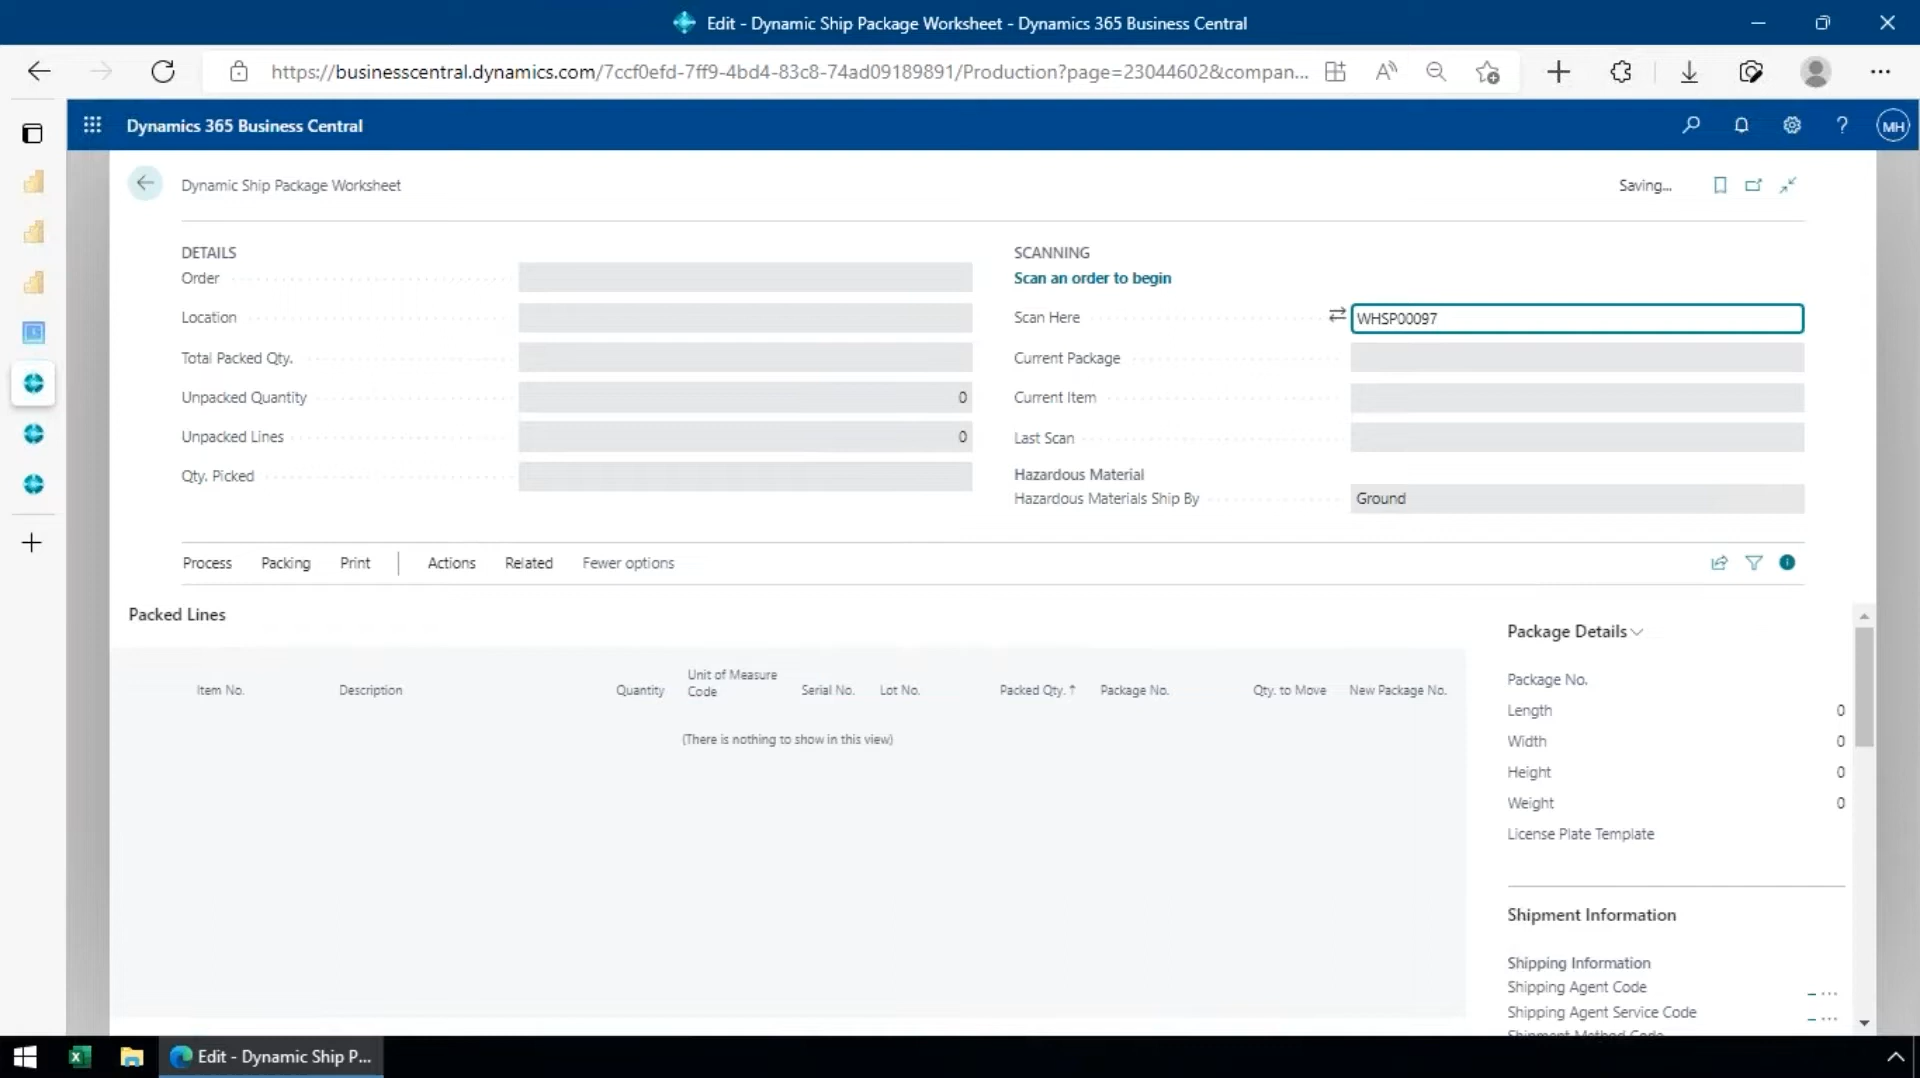 Edit - Dynamic Ship Package Worksheet - Dynamics 365 Business Central
https://businesscentral.dynamics.com/7ccf0efd-7ff9-4bd4-83c8-74ad09189891/Production?page=23044602&compan...
Dynamics 365 Business Central
MH
Dynamic Ship Package Worksheet
Saving...
DETAILS
Order
Location
Total Packed Qty.
Unpacked Quantity 0
Unpacked Lines 0
Qty. Picked
SCANNING
Scan an order to begin
Scan Here WHSP00097
Current Package
Current Item
Last Scan
Hazardous Material
Hazardous Materials Ship By Ground
Process Packing Print Actions Related Fewer options
Packed Lines
Item No. Description Quantity Unit of Measure Code Serial No. Lot No. Packed Qty. ↑ Package No. Qty. to Move New Package No.
(There is nothing to show in this view)
Package Details
Package No.
Length 0
Width 0
Height 0
Weight 0
License Plate Template
Shipment Information
Shipping Information
Shipping Agent Code
Shipping Agent Service Code
Shipment Method Code
Edit - Dynamic Ship P...